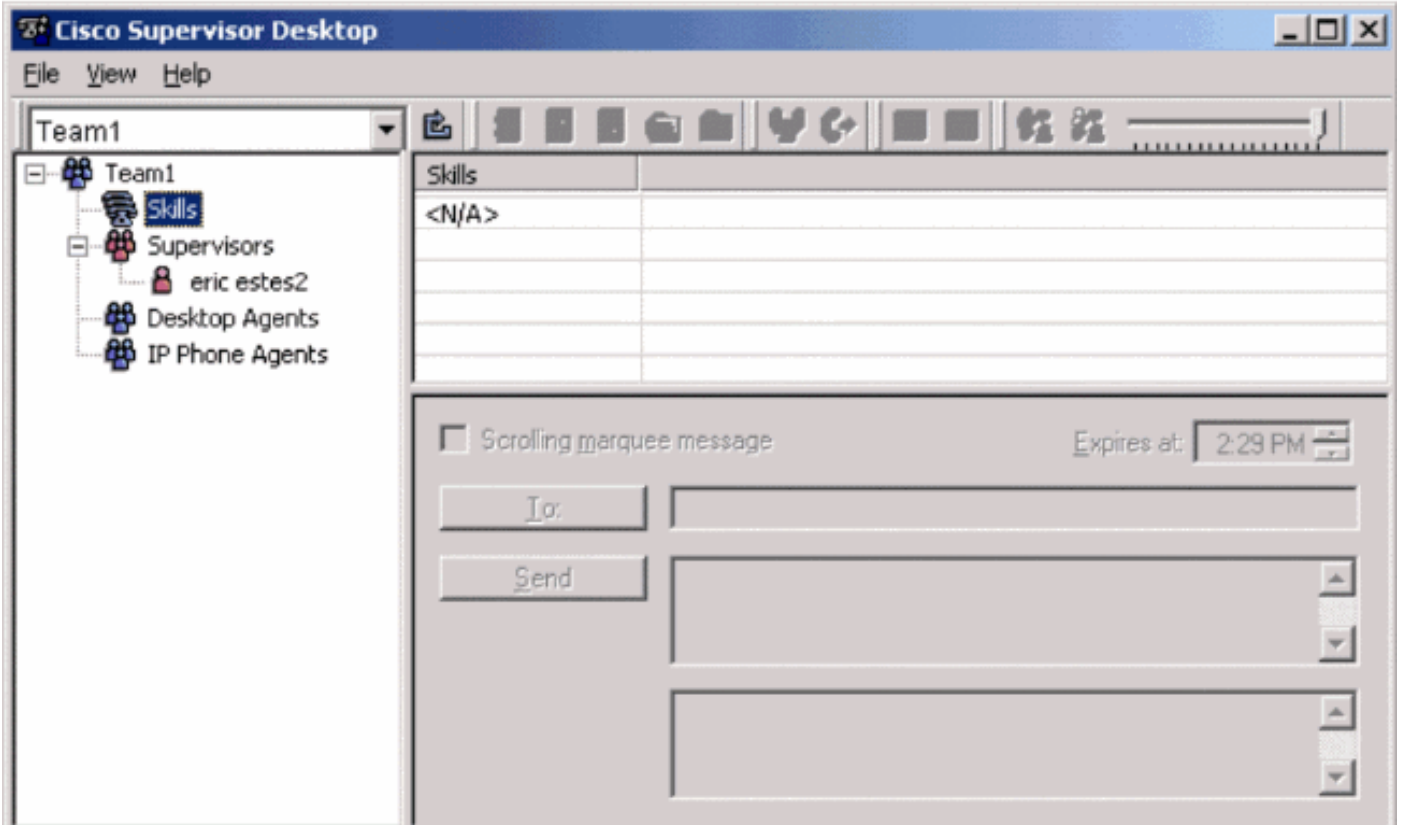 Cisco Supervisor Desktop
File View Help
Team1
Team1
Skills
Supervisors
eric estes2
Desktop Agents
IP Phone Agents
Skills
<N/A>
Scrolling marquee message
Expires at: 2:29 PM
To:
Send